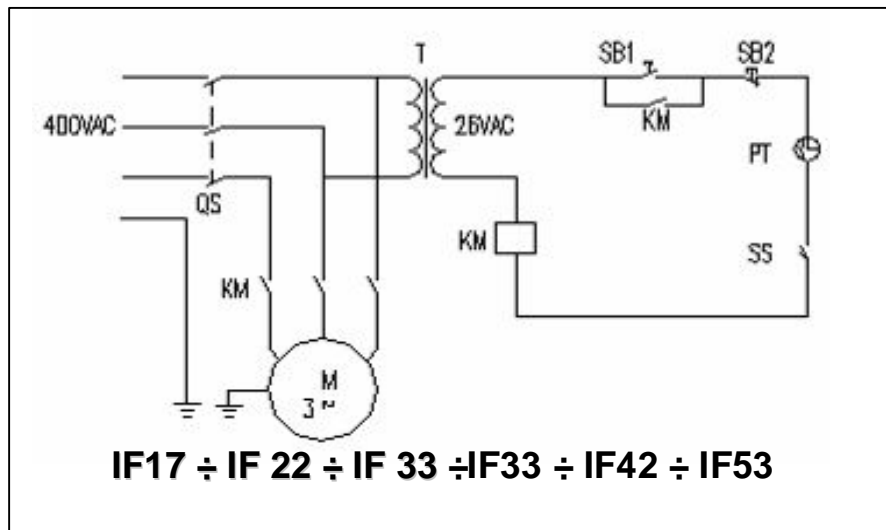 T
SB1
SB2
400VAC
26VAC
KM
PT
QS
KM
SS
KM
M
3~
IF17 ÷ IF 22 ÷ IF 33 ÷IF33 ÷ IF42 ÷ IF53